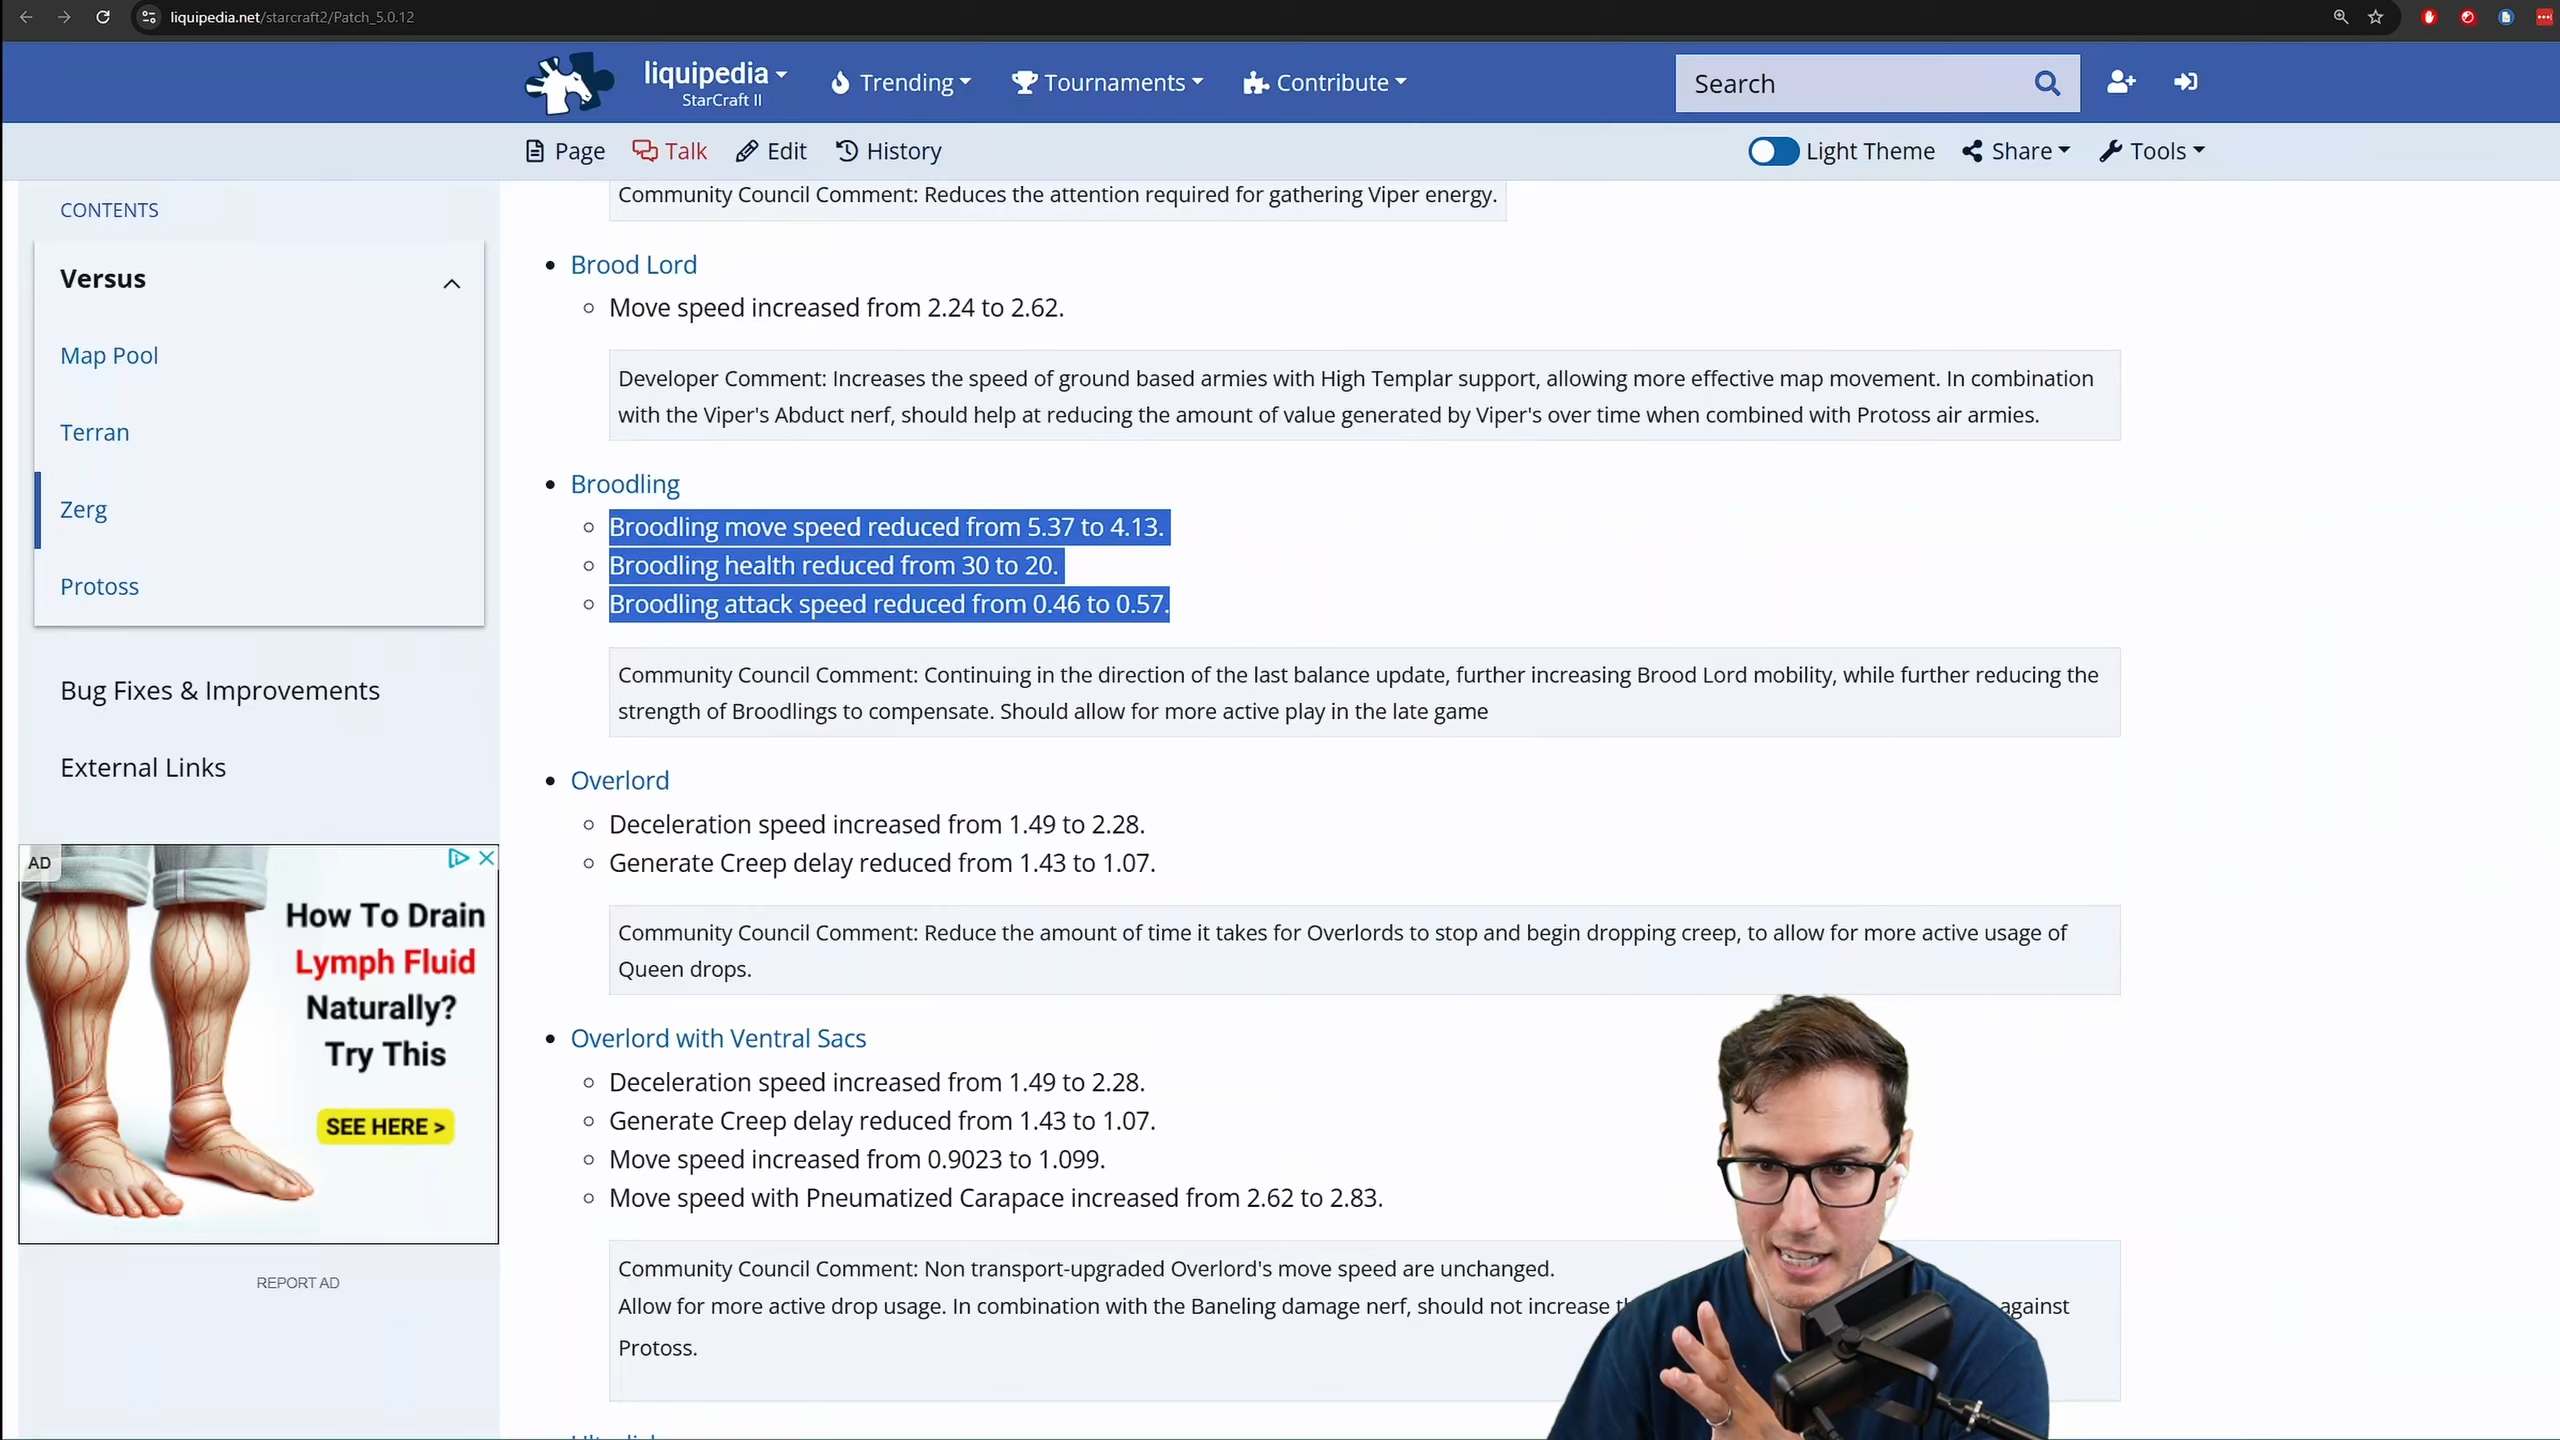 liquipedia.net/starcraft2/Patch_5.0.12
liquipedia
StarCraft II
Trending
Tournaments
Contribute
Search
Page
Talk
Edit
History
Light Theme
Share
Tools
CONTENTS
Versus
Map Pool
Terran
Zerg
Protoss
Bug Fixes & Improvements
External Links
AD
How To Drain
Lymph Fluid
Naturally?
Try This
SEE HERE >
REPORT AD
Community Council Comment: Reduces the attention required for gathering Viper energy.
Brood Lord
Move speed increased from 2.24 to 2.62.
Developer Comment: Increases the speed of ground based armies with High Templar support, allowing more effective map movement. In combination
with the Viper's Abduct nerf, should help at reducing the amount of value generated by Viper's over time when combined with Protoss air armies.
Broodling
Broodling move speed reduced from 5.37 to 4.13.
Broodling health reduced from 30 to 20.
Broodling attack speed reduced from 0.46 to 0.57.
Community Council Comment: Continuing in the direction of the last balance update, further increasing Brood Lord mobility, while further reducing the
strength of Broodlings to compensate. Should allow for more active play in the late game
Overlord
Deceleration speed increased from 1.49 to 2.28.
Generate Creep delay reduced from 1.43 to 1.07.
Community Council Comment: Reduce the amount of time it takes for Overlords to stop and begin dropping creep, to allow for more active usage of
Queen drops.
Overlord with Ventral Sacs
Deceleration speed increased from 1.49 to 2.28.
Generate Creep delay reduced from 1.43 to 1.07.
Move speed increased from 0.9023 to 1.099.
Move speed with Pneumatized Carapace increased from 2.62 to 2.83.
Community Council Comment: Non transport-upgraded Overlord's move speed are unchanged.
Allow for more active drop usage. In combination with the Baneling damage nerf, should not increase against
Protoss.